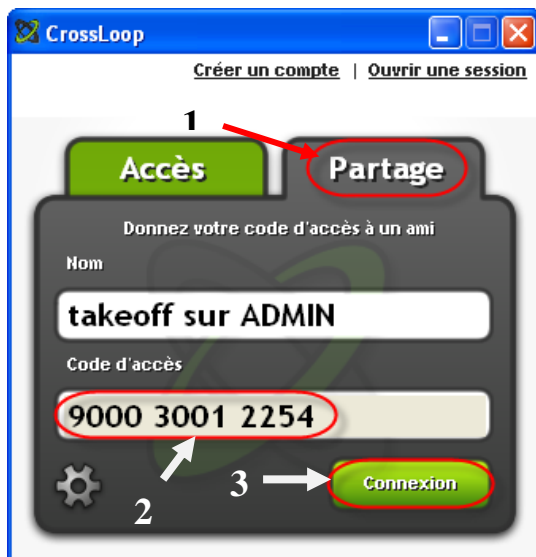 CrossLoop
Créer un compte | Ouvrir une session
1
Accès Partage
Donnez votre code d'accès à un ami
Nom
takeoff sur ADMIN
Code d'accès
9000 3001 2254
2
3 Connexion